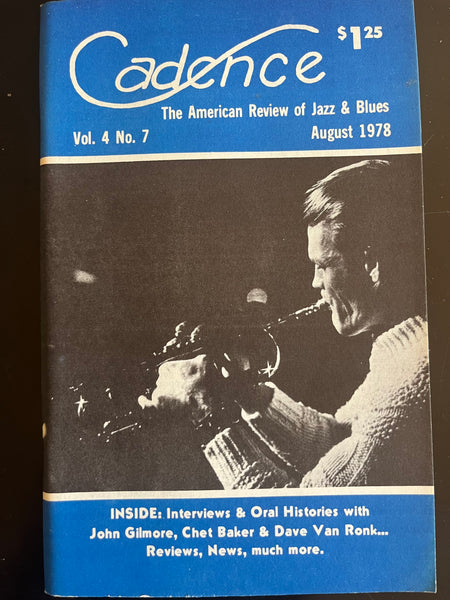 Cadence
$1.25
The American Review of Jazz & Blues
Vol. 4 No. 7
August 1978
INSIDE: Interviews & Oral Histories with
John Gilmore, Chet Baker & Dave Van Ronk...
Reviews, News, much more.